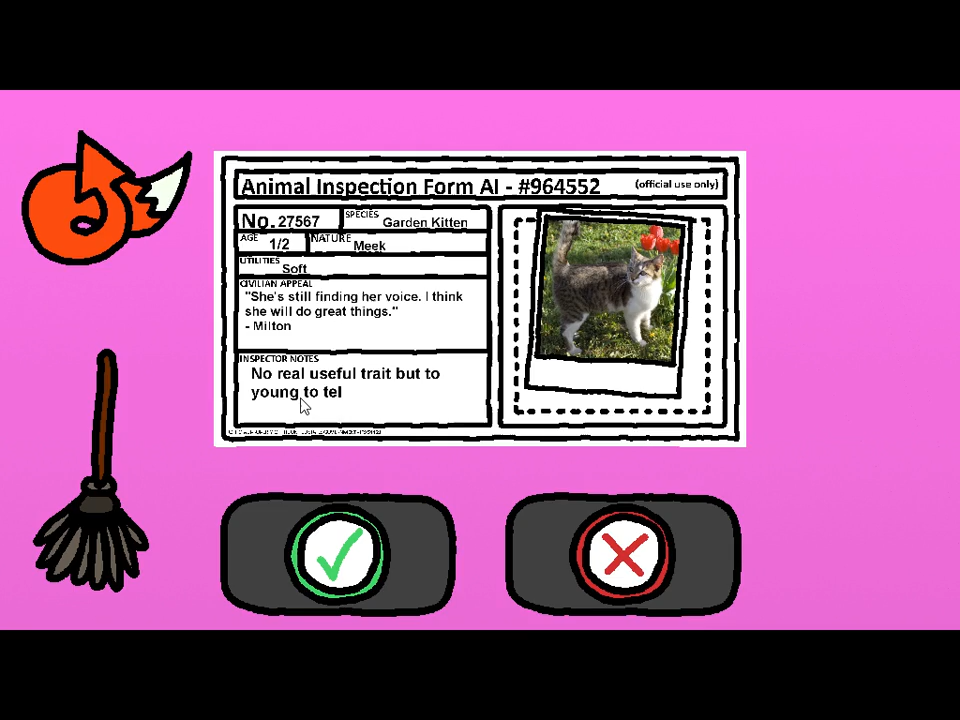 Animal Inspection Form AI - #964552 (official use only)
No. 27567 SPECIES Garden Kitten
AGE 1/2 NATURE Meek
UTILITIES Soft
CIVILIAN APPEAL
"She's still finding her voice. I think
she will do great things."
- Milton
INSPECTOR NOTES
No real useful trait but to
young to tel